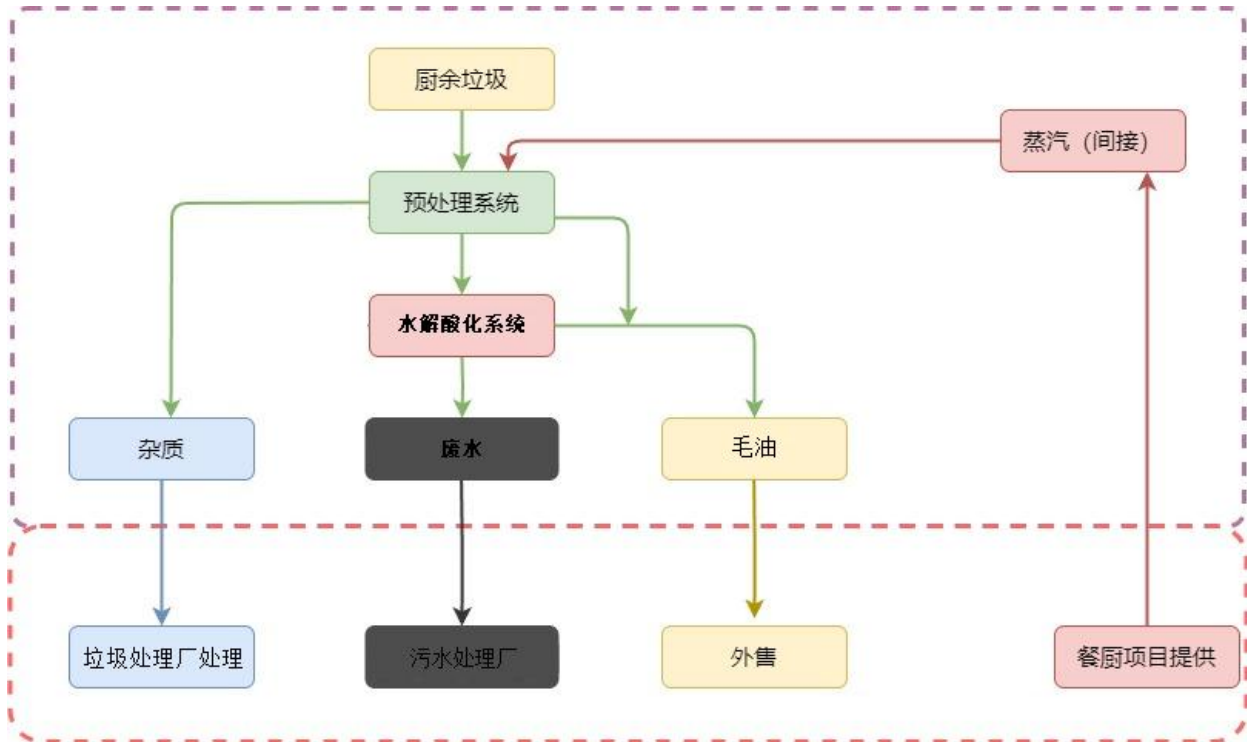 厨余垃圾
蒸汽（间接）
预处理系统
水解酸化系统
杂质
废水
毛油
垃圾处理厂处理
污水处理厂
外售
餐厨项目提供